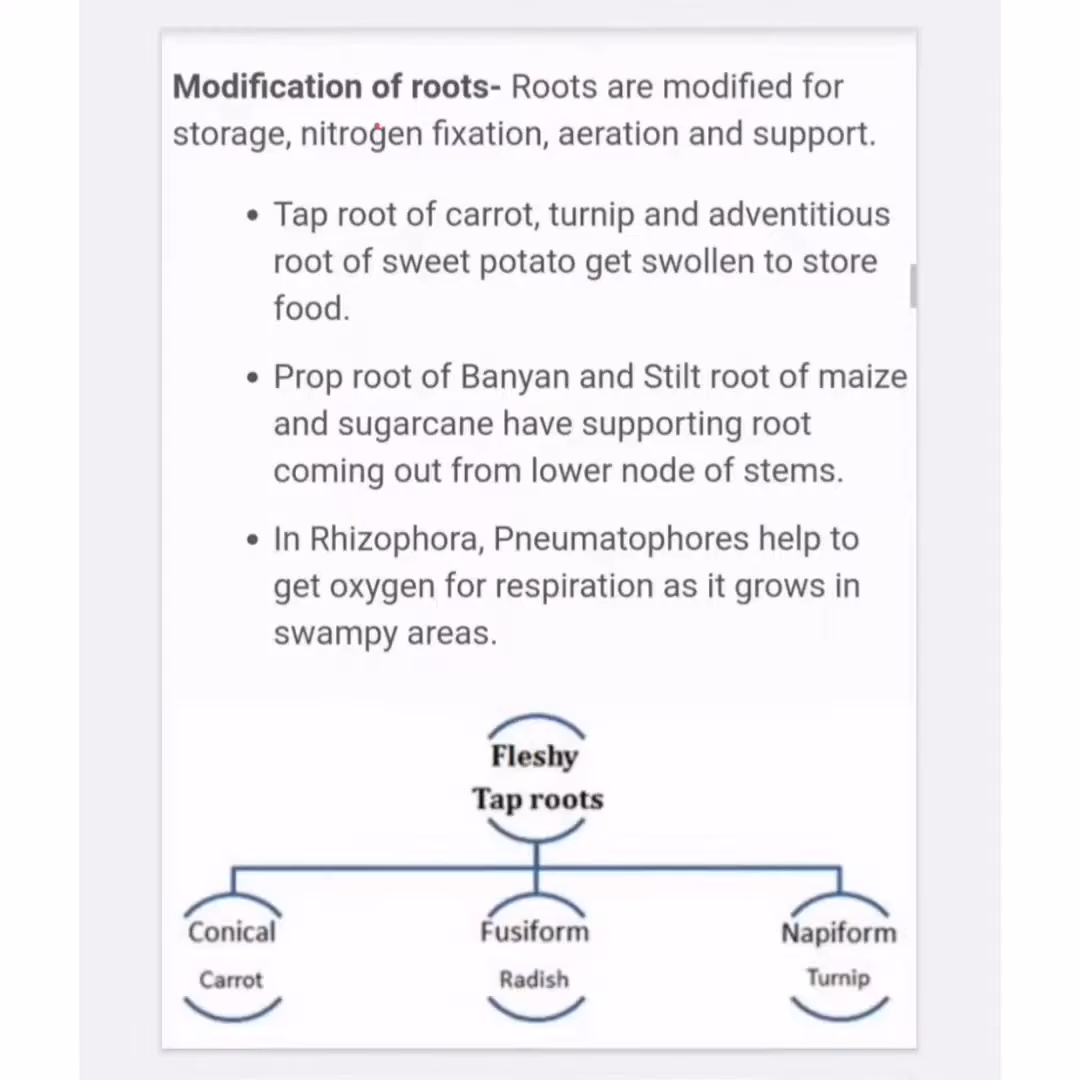 Modification of roots- Roots are modified for
storage, nitrogen fixation, aeration and support.
• Tap root of carrot, turnip and adventitious
root of sweet potato get swollen to store
food.
• Prop root of Banyan and Stilt root of maize
and sugarcane have supporting root
coming out from lower node of stems.
• In Rhizophora, Pneumatophores help to
get oxygen for respiration as it grows in
swampy areas.
Fleshy
Tap roots
Conical
Carrot
Fusiform
Radish
Napiform
Turnip